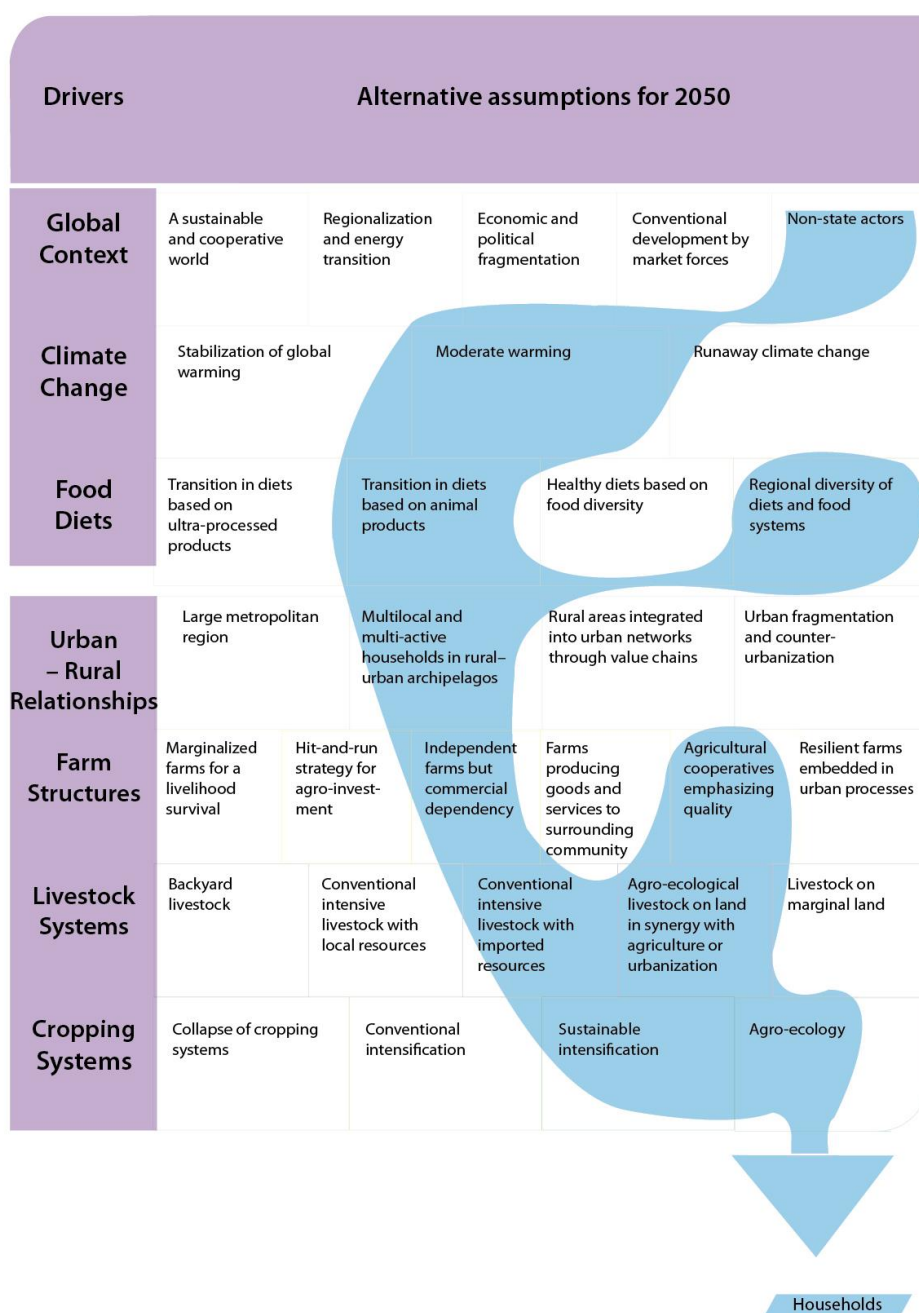 Drivers
Alternative assumptions for 2050
Global
Context
A sustainable
and cooperative
world
Regionalization
and energy
transition
Economic and
political
fragmentation
Conventional
development by
market forces
Non-state actors
Climate
Change
Stabilization of global
warming
Moderate warming
Runaway climate change
Food
Diets
Transition in diets
based on
ultra-processed
products
Transition in diets
based on animal
products
Healthy diets based on
food diversity
Regional diversity of
diets and food
systems
Urban
– Rural
Relationships
Large metropolitan
region
Multilocal and
multi-active
households in rural–
urban archipelagos
Rural areas integrated
into urban networks
through value chains
Urban fragmentation
and counter-
urbanization
Farm
Structures
Marginalized
farms for a
livelihood
survival
Hit-and-run
strategy for
agro-invest-
ment
Independent
farms but
commercial
dependency
Farms
producing
goods and
services to
surrounding
community
Agricultural
cooperatives
emphasizing
quality
Resilient farms
embedded in
urban processes
Livestock
Systems
Backyard
livestock
Conventional
intensive
livestock with
local resources
Conventional
intensive
livestock with
imported
resources
Agro-ecological
livestock on land
in synergy with
agriculture or
urbanization
Livestock on
marginal land
Cropping
Systems
Collapse of cropping
systems
Conventional
intensification
Sustainable
intensification
Agro-ecology
Households